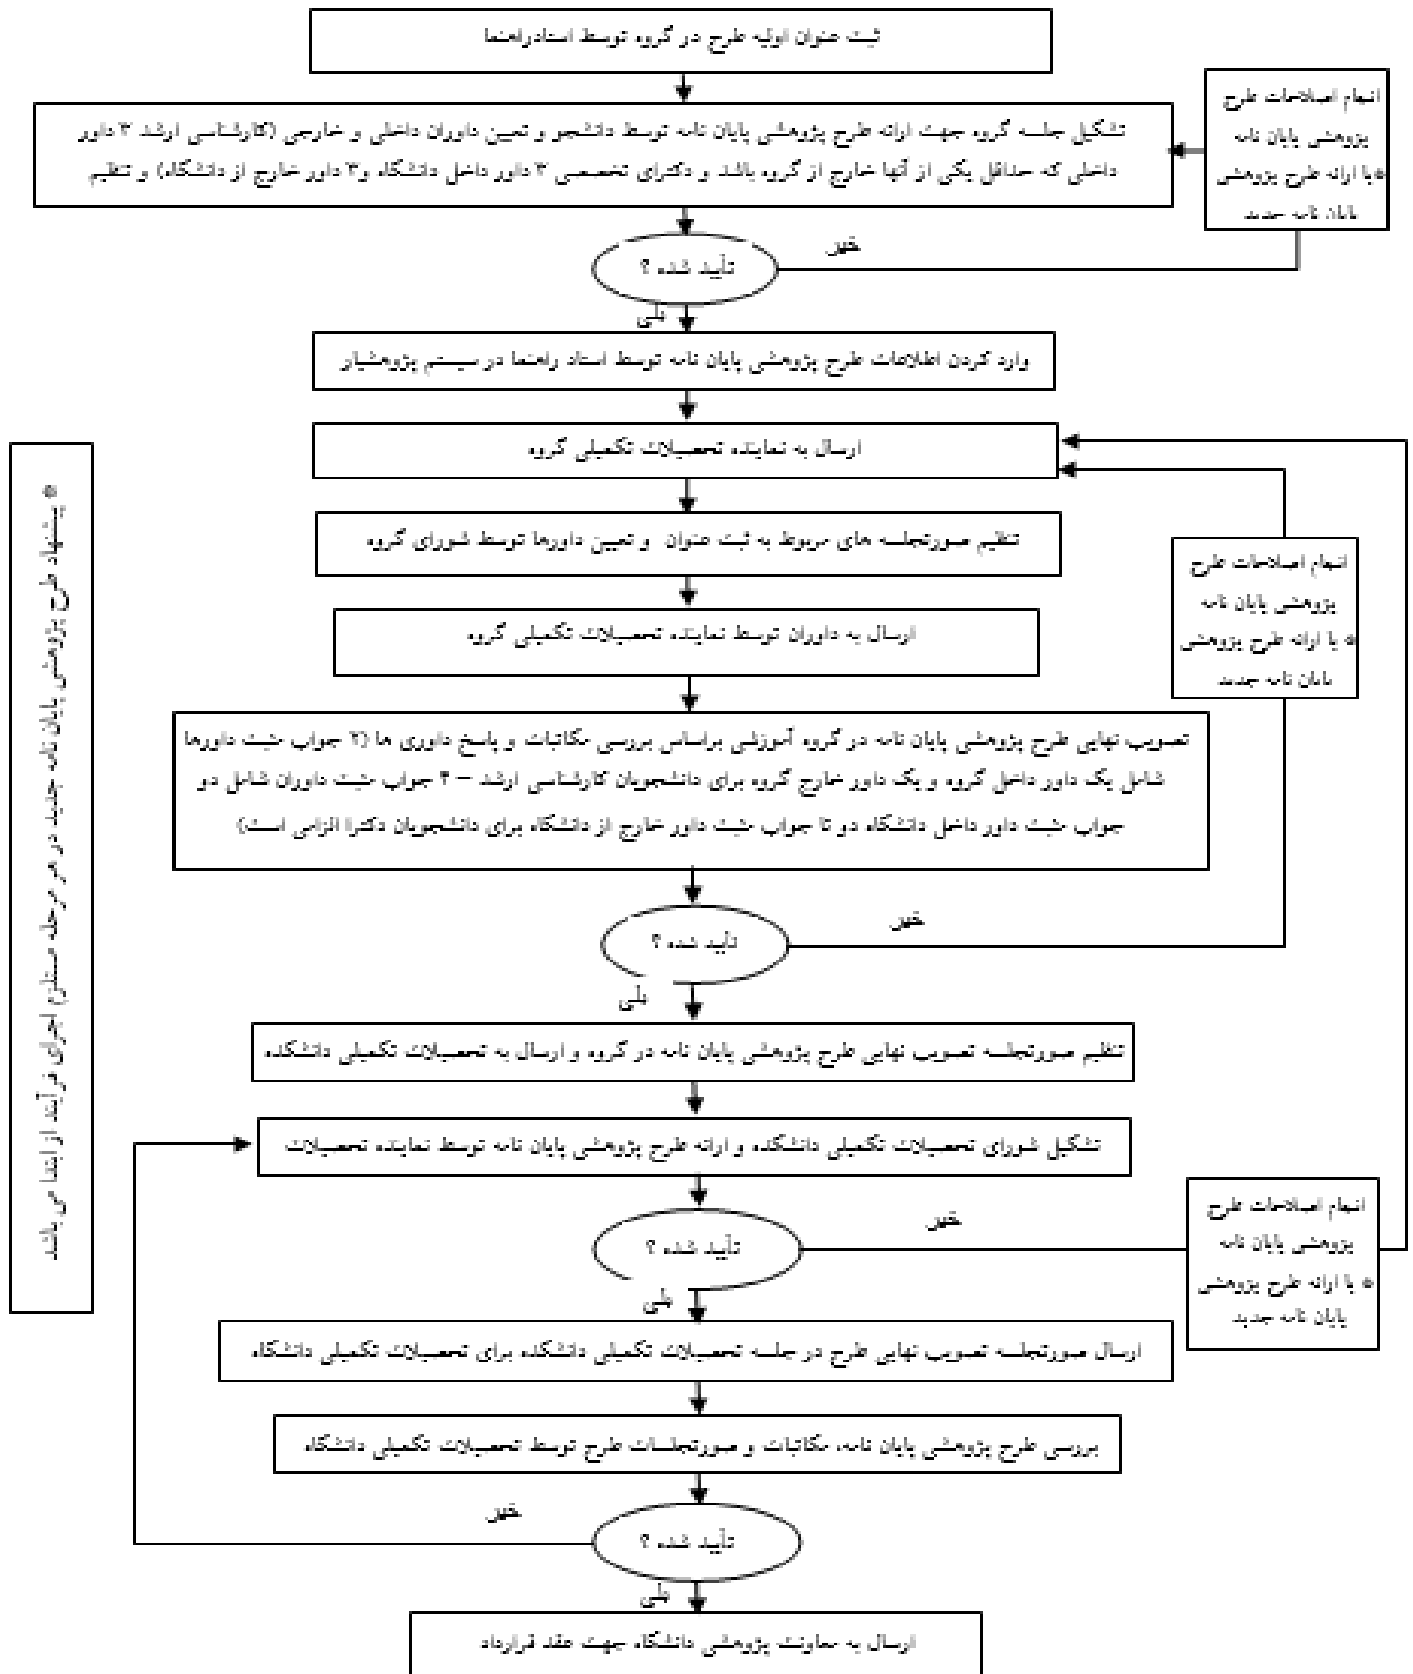 ثبت عنوان اولیه طرح در گروه توسط استادراهنما
انجام اصلاحات طرح
پژوهشی پایان نامه
*یا ارائه طرح پژوهشی
پایان نامه جدید
تشکیل جلسه گروه جهت ارائه طرح پژوهشی پایان نامه توسط دانشجو و تعیین داوران داخلی و خارجی (کارشناسی ارشد ۳ داور
داخلی که حداقل یکی از آنها خارج از گروه باشد و دکترای تخصصی ۳ داور داخل دانشگاه و۳ داور خارج از دانشگاه) و تنظیم
تأیید شده ؟
خیر
بلی
وارد کردن اطلاعات طرح پژوهشی پایان نامه توسط استاد راهنما در سیستم پژوهشیار
ارسال به نماینده تحصیلات تکمیلی گروه
تنظیم صورتجلسه های مربوط به ثبت عنوان و تعیین داورها توسط شورای گروه
انجام اصلاحات طرح
پژوهشی پایان نامه
* یا ارائه طرح پژوهشی
پایان نامه جدید
ارسال به داوران توسط نماینده تحصیلات تکمیلی گروه
تصویب نهایی طرح پژوهشی پایان نامه در گروه آموزشی براساس بررسی مکاتبات و پاسخ داوری ها (۲ جواب مثبت داورها
شامل یک داور داخل گروه و یک داور خارج گروه برای دانشجویان کارشناسی ارشد – ۴ جواب مثبت داوران شامل دو
جواب مثبت داور داخل دانشگاه دو تا جواب مثبت داور خارج از دانشگاه برای دانشجویان دکترا الزامی است)
تأیید شده ؟
خیر
بلی
تنظیم صورتجلسه تصویب نهایی طرح پژوهشی پایان نامه در گروه و ارسال به تحصیلات تکمیلی دانشکده
تشکیل شورای تحصیلات تکمیلی دانشکده و ارائه طرح پژوهشی پایان نامه توسط نماینده تحصیلات
تأیید شده ؟
خیر
بلی
انجام اصلاحات طرح
پژوهشی پایان نامه
* یا ارائه طرح پژوهشی
پایان نامه جدید
ارسال صورتجلسه تصویب نهایی طرح در جلسه تحصیلات تکمیلی دانشکده برای تحصیلات تکمیلی دانشگاه
بررسی طرح پژوهشی پایان نامه، مکاتبات و صورتجلسات طرح توسط تحصیلات تکمیلی دانشگاه
تأیید شده ؟
خیر
بلی
ارسال به معاونت پژوهشی دانشگاه جهت عقد قرارداد
* پیشنهاد طرح پژوهشی پایان نامه جدید در هر مرحله مستلزم اجرای فرآیند از ابتدا می باشد